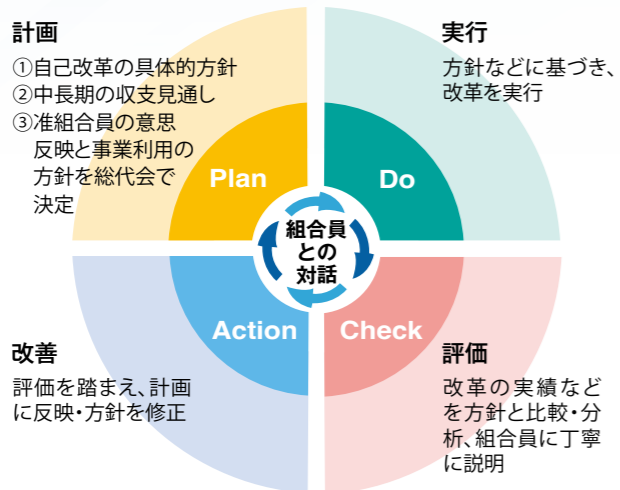 計画
①自己改革の具体的方針
②中長期の収支見通し
③准組合員の意思
反映と事業利用の
方針を総代会で
決定
Plan
実行
方針などに基づき、
改革を実行
Do
組合員
との
対話
改善
評価を踏まえ、計画
に反映・方針を修正
Action
Check
評価
改革の実績など
を方針と比較・分
析、組合員に丁寧
に説明